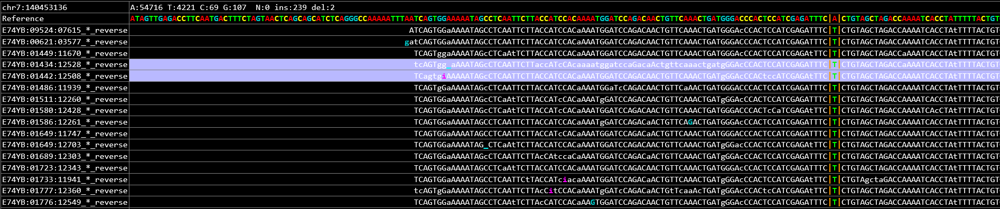 chr7:140453136 A:54716 T:4221 C:69 G:107 N:0 ins:239 del:2
Reference ATAGTTGAGACCTTCAATGACTTTCTAGTAACTCAGCAGCATCTCAGGGCCAAAAATTTAATCAGTGGAAAAATAGCCTCAATTCTTACCATCCACAAAATGGATCCAGACAACTGTTCAAACTGATGGGACCCACTCCATCGAGATTTC|A|CTGTAGCTAGACCAAAATCACCTATTTTTACTGT
E74YB:09524:07615_*_reverse ATCAGTGGaAAAATAGCCTCAATTCTTACCATCCACaAAATGGATCCAGACAACTGTTCAAACTGATGGGAcCCACTCCATCGAGATTTC|T|CTGTAGCTAGACCAAAATCACCTAtTTTTACTGT
E74YB:00621:03577_*_reverse gatCAGTGGaAAAATAGCCTCAATTCTTACCATCCACaAAATGGATCCAGACAACTGTTCAAACTGATGGGAcCCACTCCATCGAGATTTC|T|CTGTAGCTAGACCAAAATCACCTAtTTTTACTGT
E74YB:01449:11670_*_reverse TCAGTggaAAAATAGcCTCaAtTCTTACCATCCACAAAATGGATCCAGACAACTGTTCAAACTGATGGGAcCCACTCCATCGAGAtTTC|T|CTGTAGCTAGACCaAAATCACCTATTTTTACTGT
E74YB:01434:12528_*_reverse tcAGTgg_aAAATAGcCTCAATTCTTaccATcCAcaaaatggatccaGacaActgttcaaactgatgGGAcCCACTCCATCGAGATTTC|T|CTGTAGCTAGACCaAAATCACCTATTTTTACTGT
E74YB:01442:12508_*_reverse TCagtgiAAAAATAGcCTCAATTCTTACCATCCACAAAATGGATCCAGACAACTGTTCAAACTGATgGGAcCCACtccATCGAGATtTC|T|CTGTAGCTAGACCAAAATCACCTATTTTTACTGT
E74YB:01486:11939_*_reverse TCAGTgGaAAAATAGcCTCAATTCTTACCATCCACaAAATGGaTcCAGACAACTGTTCaAACTGATGGGACCCACTCCATCGAGATTTC|T|CTGTAGCTAGACCAAAATCACCTATTTTTACTGT
E74YB:01511:12260_*_reverse TCAGTGGaAAAATAGcCTCaAtTCTTACCATcCACAAAATgGATCCAGACAACTGTTCAAACTGATgGGAcCCACTCCATCGAGATTTC|T|CTGTAGCTAGACCAAAATCACCTATTTTTACTGT
E74YB:01580:12428_*_reverse TCAGTGGaAAAATAGcCTCaAtTCTTACCATcCACaAAATGGATCCAGACAACTGTTCAAACTGATGGGACCCACTcCaTCGAGAtTTC|T|CTGTAGCTAGACCAAAATCAcCTAtTTTTACTGT
E74YB:01586:12261_*_reverse TCAGTGGaAAAATAGCCTCAATTCTTACCATCCACaAAATgGATCCAGACaACTGTTCAGACTGATGGGACCCACTCCATCGAGATTTC|T|CTGTAGCTAGACCAAAATCACCTATTTTTACTGT
E74YB:01649:11747_*_reverse TCAGTGGaAAAATAGCCTCAATTCTTACCATcCACAAAATGGATCCAGACaACTGTTCAAACTGATGGGACCCACTCCATCGAGATTTC|T|CTGTAGCTAGACCAAAATCACCTATTTTTACTGT
E74YB:01649:12703_*_reverse TCAGTGGaAAAATAG_CTCaAtTCTTACCATCCACaAAATGGATCCAGACAACTGTTCAAACTGATgGGacCCACTCCATCGAGAtTTC|T|CTGTAGCTAGACCAAAATCACCTATTTTTACTGT
E74YB:01689:12303_*_reverse TCAGTGGaAAAATAGcCTCAATTCTTAcCAtccaCaAAATGGATCCAGACaACTGTTCAAACTGATgGGAcCCACTCCATCGAGATTTC|T|CTGTAGCTAGACCAAAATCACCTAtTTTTACTGT
E74YB:01723:12343_*_reverse TCAGTGGaAAAATAGCCTCaAtTCTTACCATCCACaAAATGGATCCAGACAACTGTTCAAACTGATGGGAcCCACTCCATCGAGATTTC|T|CTGTAGCTAGACCAAAATCACCTAtTTTTACTGT
E74YB:01733:11941_*_reverse TCAGTGGaAAAATAGCCTCAATTCtTACCATciacaAAATGGATCCAGACaACTGTTCAAACTGATgGGAcCCACTCCATCGAGAtTTC|T|CTGTAgctaGACCAAAATCACCTATTTTTACTGT
E74YB:01777:12360_*_reverse tcAGTgGaAAAATAGCCTCAATTCTTAcCitCCACaAAATgGATcCAGACaACTGtTcaaAcTGATgGGAcCCACtcCATCGAGATTTC|T|CTGTAGCTAGACCAAAATCACCTAtTTTTACTGT
E74YB:01776:12549_*_reverse TCAGTGGaAAAATAGCCTCAAtTCTTAcCATCCACaAAGTGGATCCAGACAACTGTTCAAACTGATgGGAcCCACTCCATCGAGATTTC|T|CTGTAGCTAGACCAAAATCACCTAtTTTTACTGT